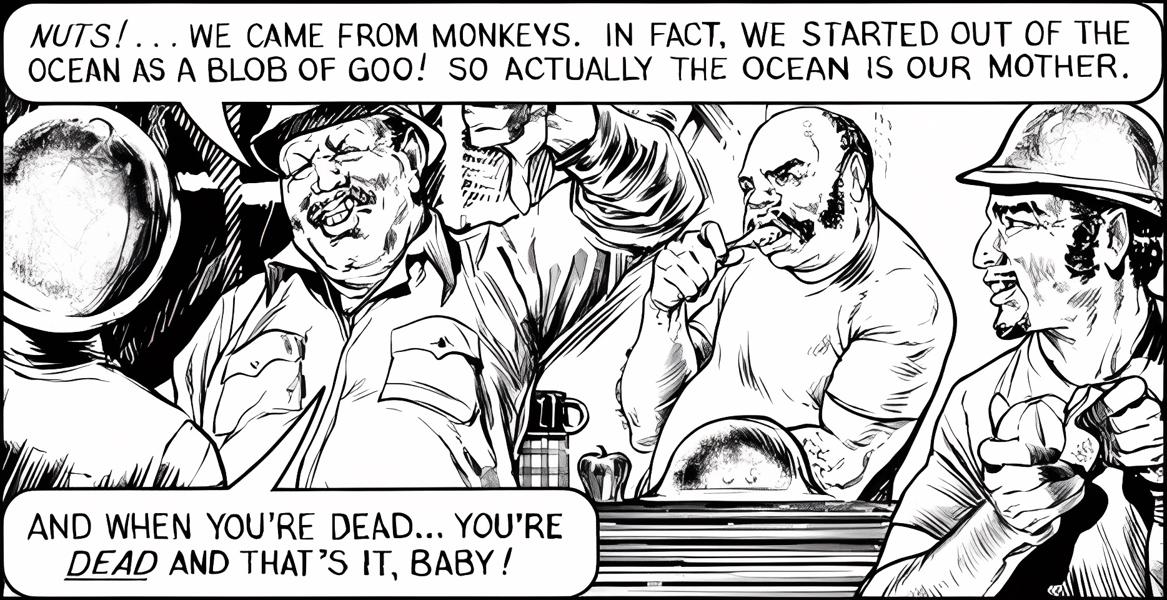 NUTS!... WE CAME FROM MONKEYS. IN FACT, WE STARTED OUT OF THE
OCEAN AS A BLOB OF GOO! SO ACTUALLY THE OCEAN IS OUR MOTHER.
AND WHEN YOU'RE DEAD... YOU'RE
DEAD AND THAT'S IT, BABY!